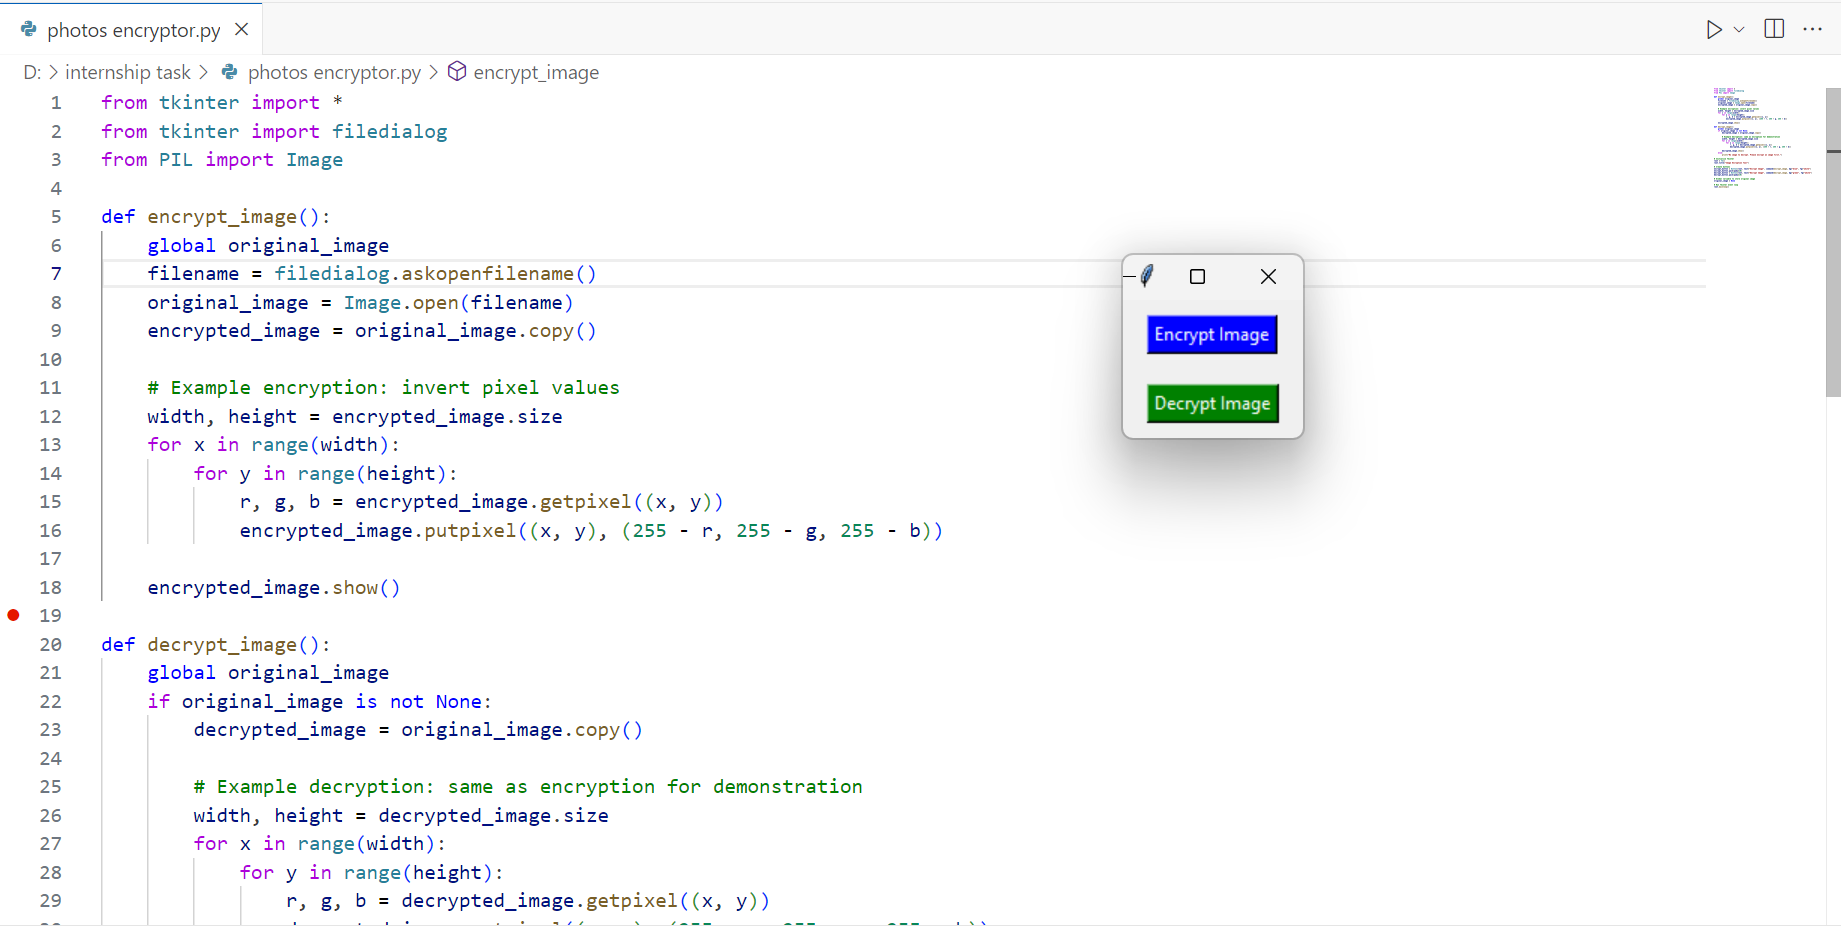 photos encryptor.py
D: > internship task > photos encryptor.py > encrypt_image
1 from tkinter import *
2 from tkinter import filedialog
3 from PIL import Image
4
5 def encrypt_image():
6 global original_image
7 filename = filedialog.askopenfilename()
8 original_image = Image.open(filename)
9 encrypted_image = original_image.copy()
10
11 # Example encryption: invert pixel values
12 width, height = encrypted_image.size
13 for x in range(width):
14 for y in range(height):
15 r, g, b = encrypted_image.getpixel((x, y))
16 encrypted_image.putpixel((x, y), (255 - r, 255 - g, 255 - b))
17
18 encrypted_image.show()
19
20 def decrypt_image():
21 global original_image
22 if original_image is not None:
23 decrypted_image = original_image.copy()
24
25 # Example decryption: same as encryption for demonstration
26 width, height = decrypted_image.size
27 for x in range(width):
28 for y in range(height):
29 r, g, b = decrypted_image.getpixel((x, y))
Encrypt Image
Decrypt Image